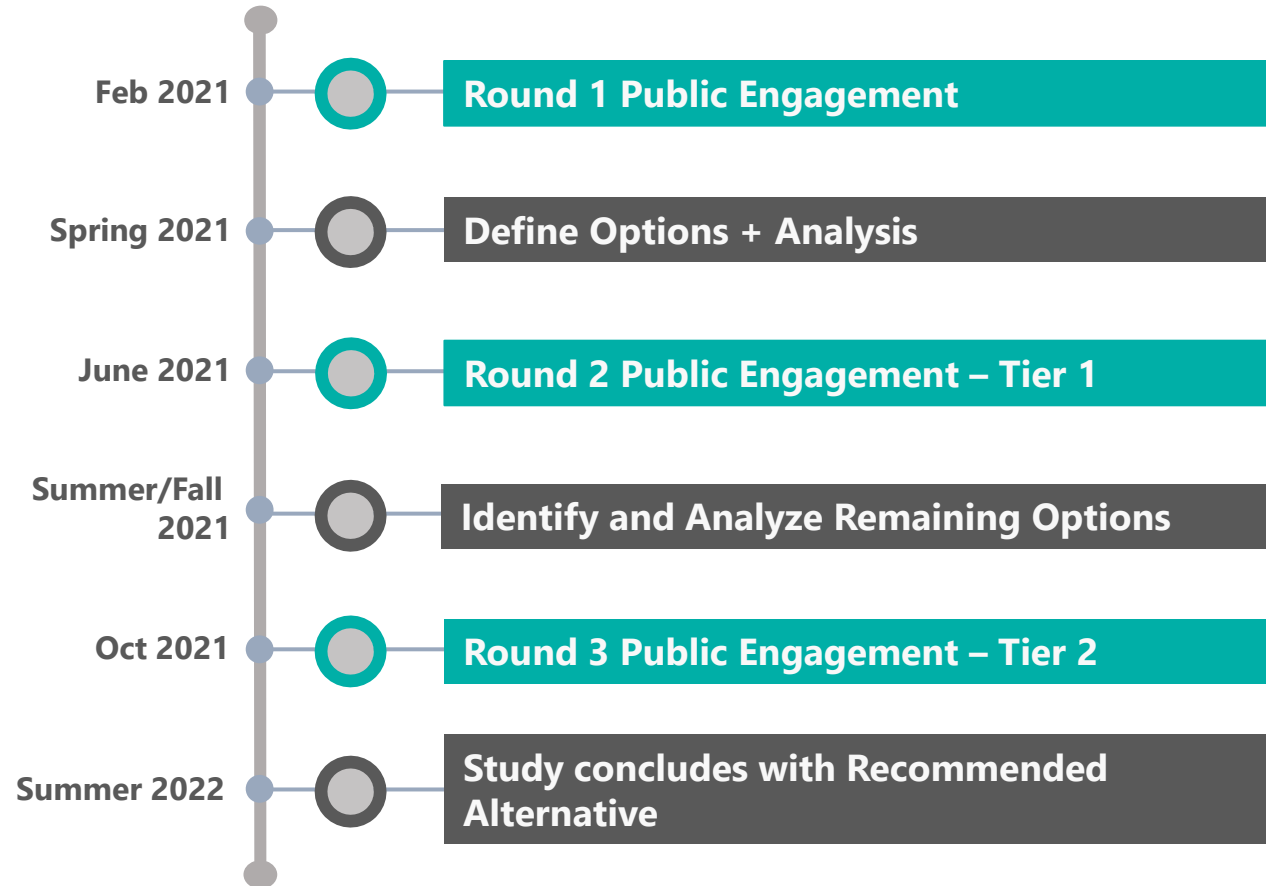 Feb 2021
Round 1 Public Engagement
Spring 2021
Define Options + Analysis
June 2021
Round 2 Public Engagement – Tier 1
Summer/Fall
2021
Identify and Analyze Remaining Options
Oct 2021
Round 3 Public Engagement – Tier 2
Summer 2022
Study concludes with Recommended
Alternative